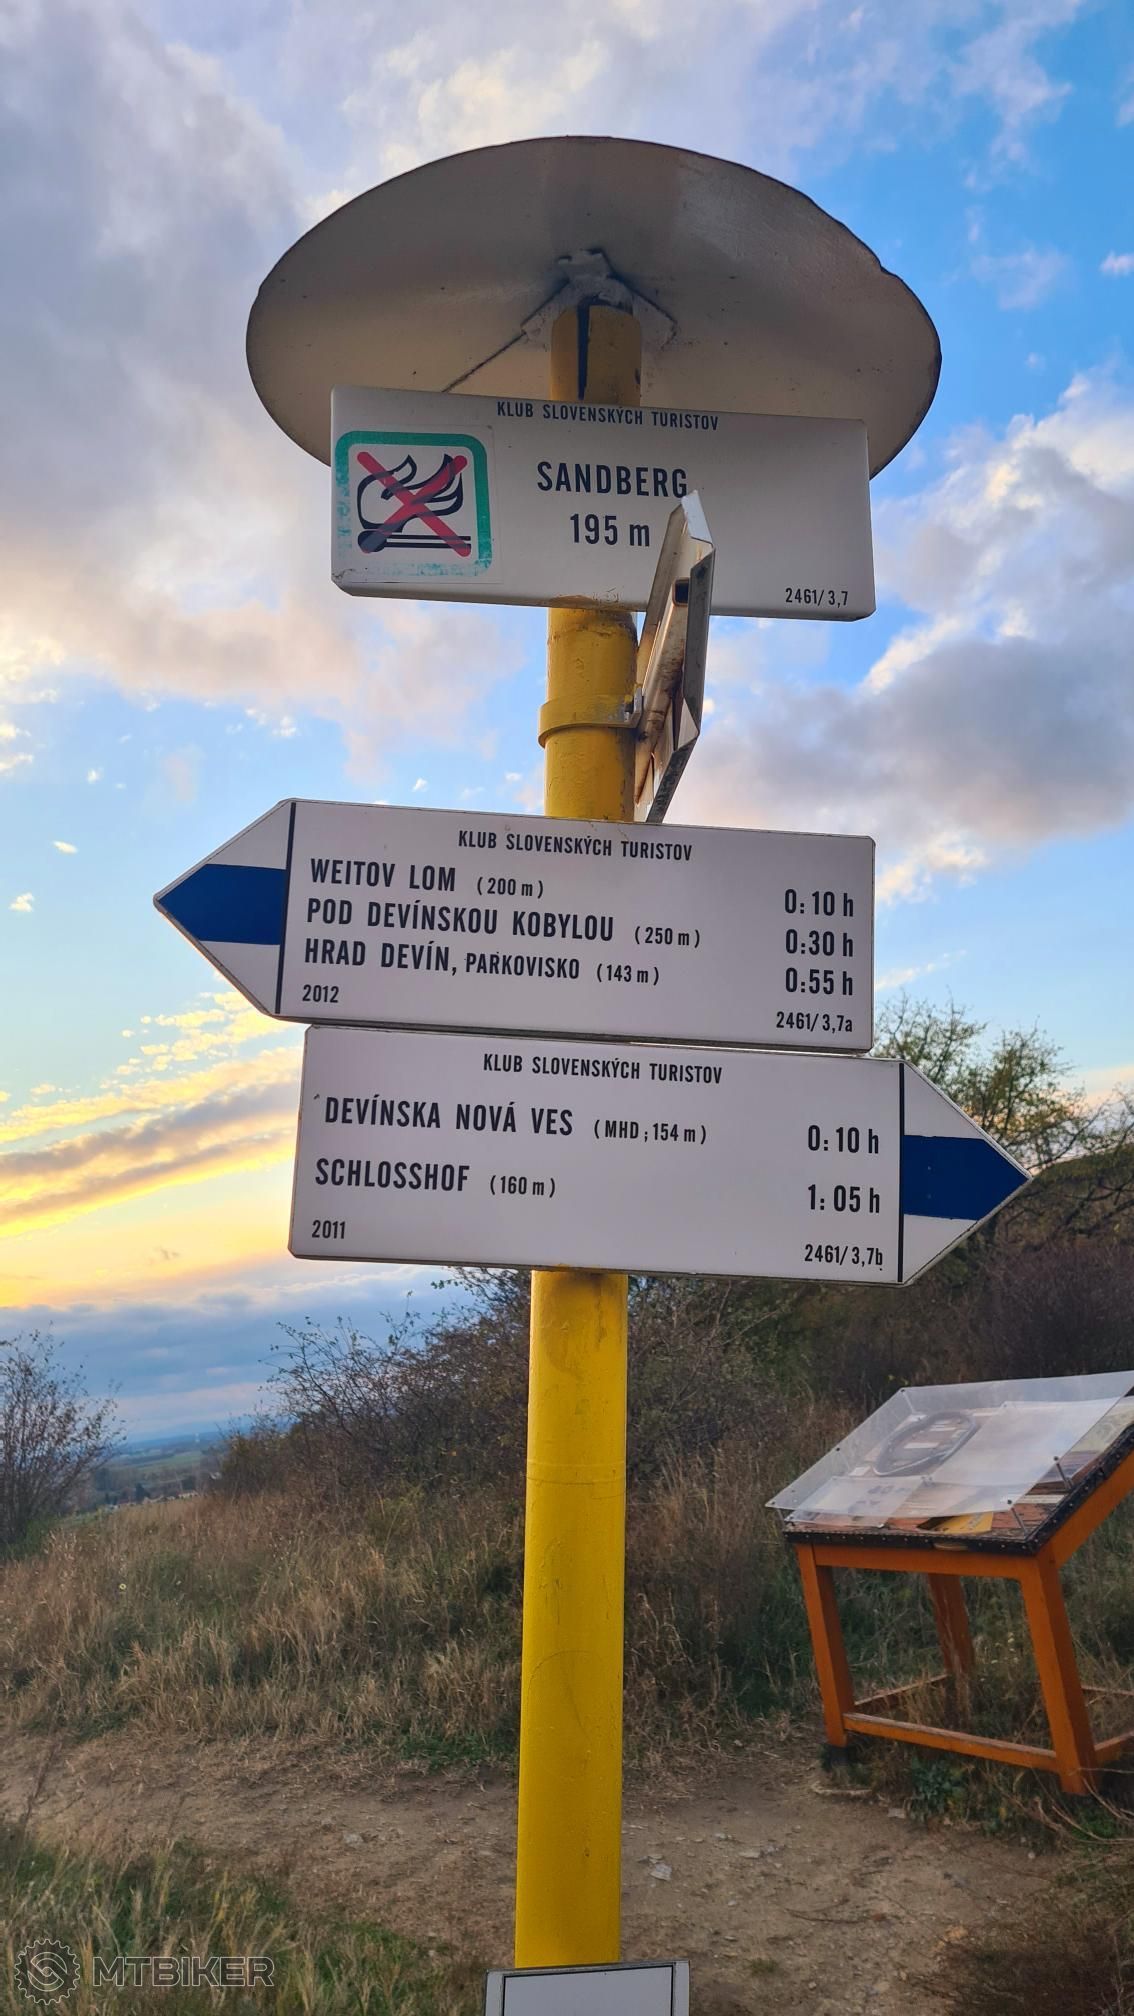 KLUB SLOVENSKÝCH TURISTOV
SANDBERG
195 m
2461/3,7
KLUB SLOVENSKÝCH TURISTOV
WEITOV LOM (200 m) 0:10 h
POD DEVÍNSKOU KOBYLOU (250 m) 0:30 h
HRAD DEVÍN, PARKOVISKO (143 m) 0:55 h
2012 2461/3,7a
KLUB SLOVENSKÝCH TURISTOV
DEVÍNSKA NOVÁ VES (MHD; 154 m) 0:10 h
SCHLOSSHOF (160 m) 1:05 h
2011 2461/3,7b
MTBIKER